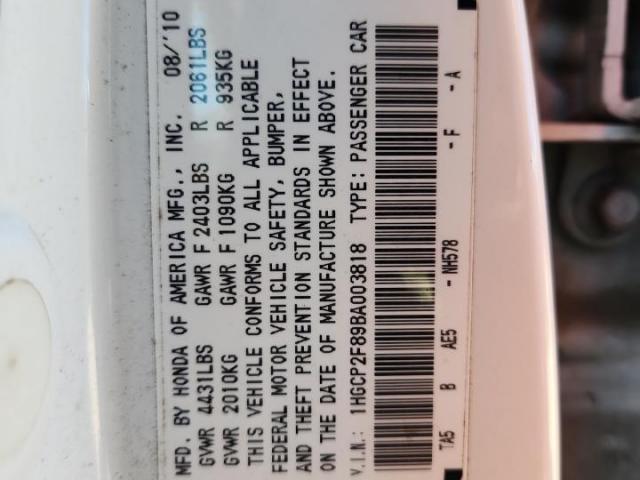 MFD. BY HONDA OF AMERICA MFG., INC. 08/'10
GVWR 4431LBS GAWR F 2403LBS R 2061LBS
GVWR 2010KG GAWR F 1090KG R 935KG
THIS VEHICLE CONFORMS TO ALL APPLICABLE
FEDERAL MOTOR VEHICLE SAFETY, BUMPER,
AND THEFT PREVENTION STANDARDS IN EFFECT
ON THE DATE OF MANUFACTURE SHOWN ABOVE.
V.I.N.: 1HGCP2F89BA003818 TYPE: PASSENGER CAR
TA5 B AE5 - NH578 - F - A